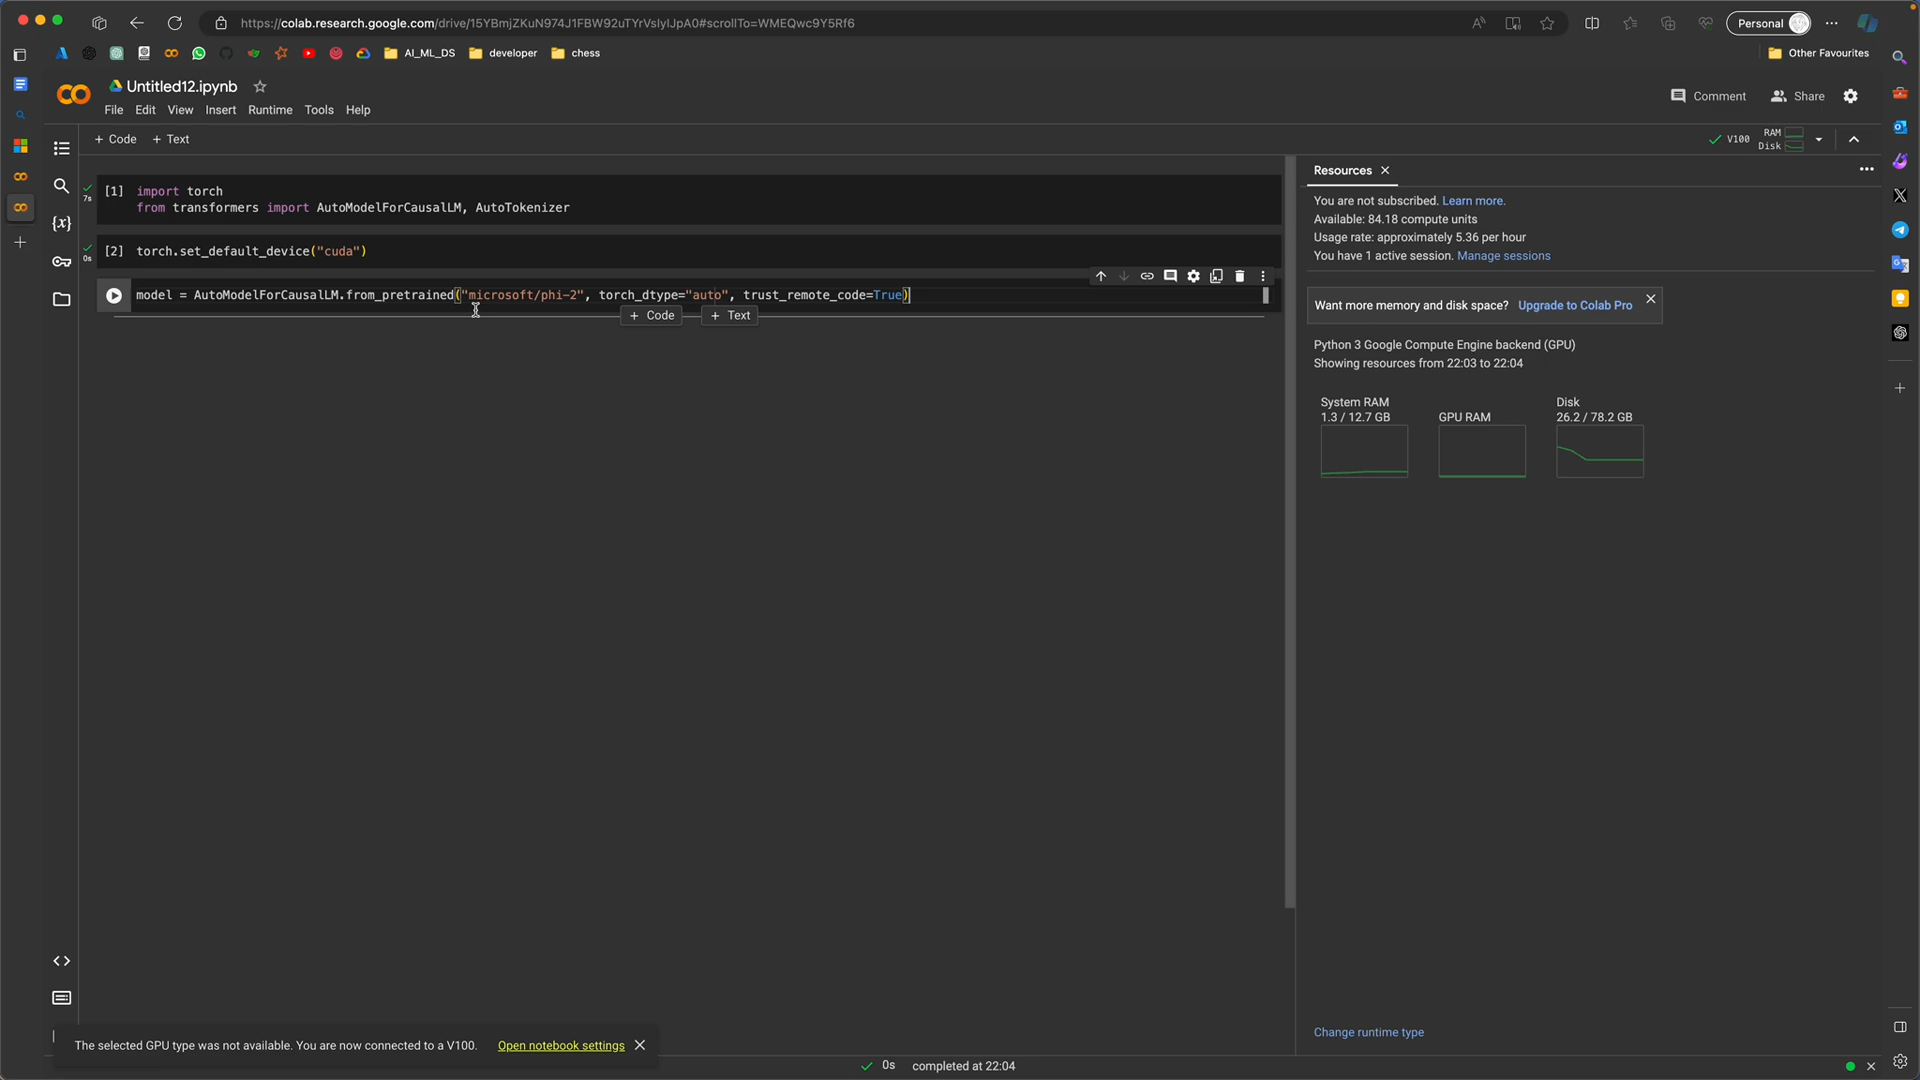 https://colab.research.google.com/drive/15YBmjZKuN974J1FBW92uTYrVslylJpA0#scrollTo=WMEQwc9Y5Rf6
Personal
AI_ML_DS
developer
chess
Other Favourites
Untitled12.ipynb
File Edit View Insert Runtime Tools Help
Comment
Share
+ Code + Text
V100
RAM
Disk
Resources
7s
[1] import torch
from transformers import AutoModelForCausalLM, AutoTokenizer
0s
[2] torch.set_default_device("cuda")
model = AutoModelForCausalLM.from_pretrained("microsoft/phi-2", torch_dtype="auto", trust_remote_code=True)
+ Code + Text
You are not subscribed. Learn more.
Available: 84.18 compute units
Usage rate: approximately 5.36 per hour
You have 1 active session. Manage sessions
Want more memory and disk space? Upgrade to Colab Pro
Python 3 Google Compute Engine backend (GPU)
Showing resources from 22:03 to 22:04
System RAM
1.3 / 12.7 GB
GPU RAM
Disk
26.2 / 78.2 GB
Change runtime type
The selected GPU type was not available. You are now connected to a V100. Open notebook settings
0s completed at 22:04